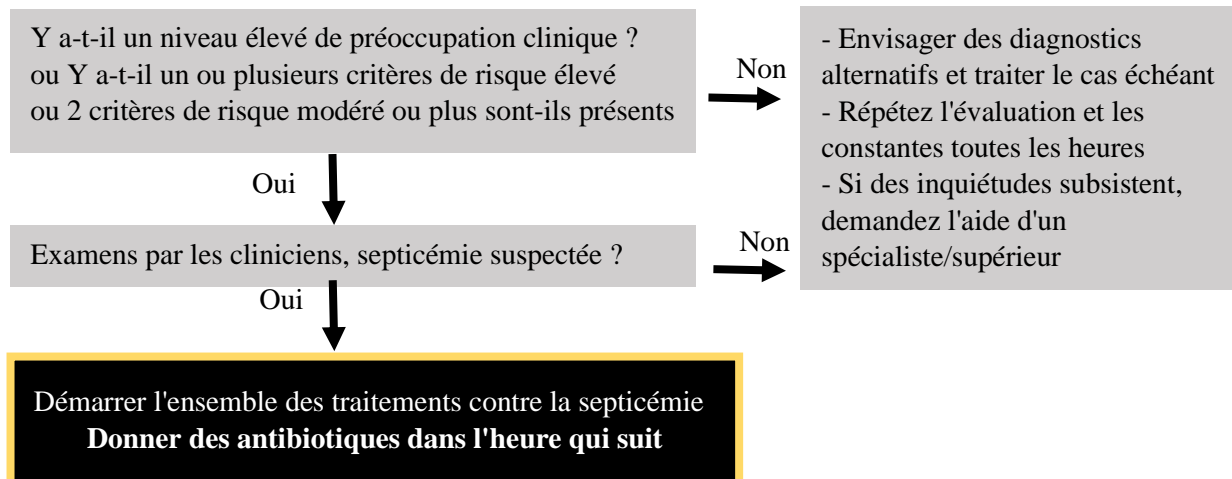 Y a-t-il un niveau élevé de préoccupation clinique ?
ou Y a-t-il un ou plusieurs critères de risque élevé
ou 2 critères de risque modéré ou plus sont-ils présents
Non
- Envisager des diagnostics
alternatifs et traiter le cas échéant
- Répétez l'évaluation et les
constantes toutes les heures
- Si des inquiétudes subsistent,
demandez l'aide d'un
spécialiste/supérieur
Oui
Examens par les cliniciens, septicémie suspectée ?
Non
Oui
Démarrer l'ensemble des traitements contre la septicémie
Donner des antibiotiques dans l'heure qui suit